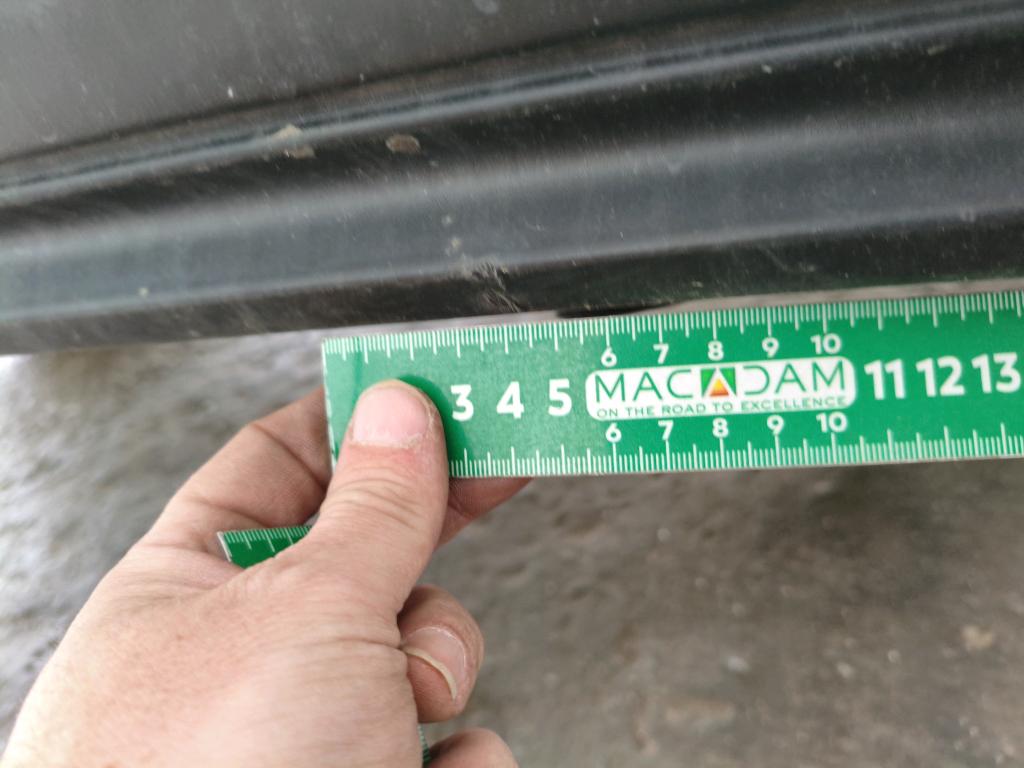 6 7 8 9 10
3 4 5 MACADAM 11 12 13
ON THE ROAD TO EXCELLENCE
6 7 8 9 10